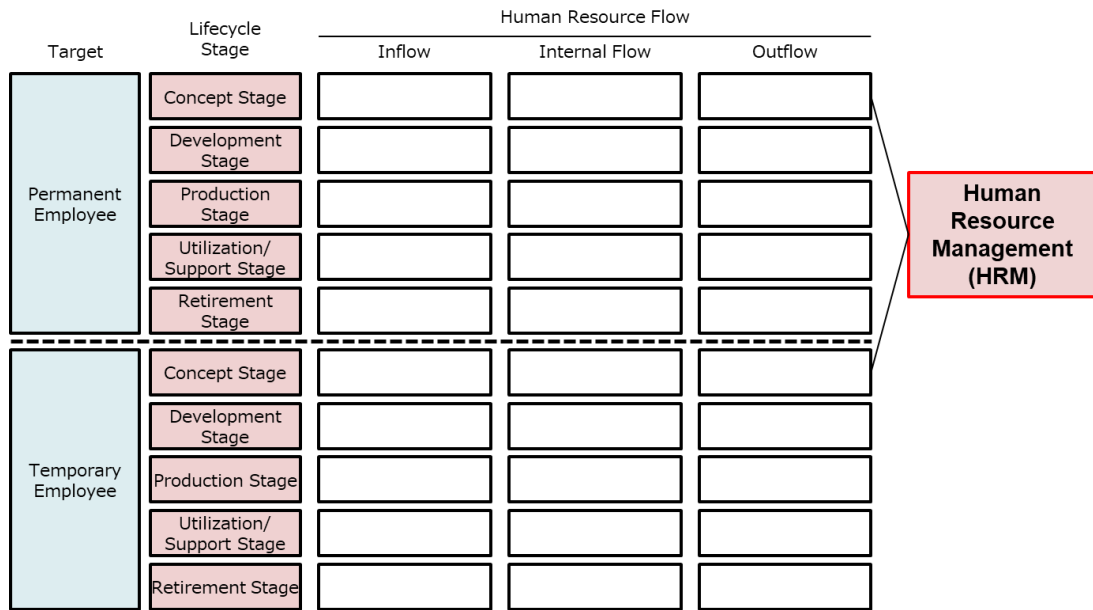 Human Resource Flow
Target
Lifecycle
Stage
Inflow
Internal Flow
Outflow
Permanent
Employee
Concept Stage
Development
Stage
Production
Stage
Utilization/
Support Stage
Retirement
Stage
Human
Resource
Management
(HRM)
Temporary
Employee
Concept Stage
Development
Stage
Production Stage
Utilization/
Support Stage
Retirement Stage